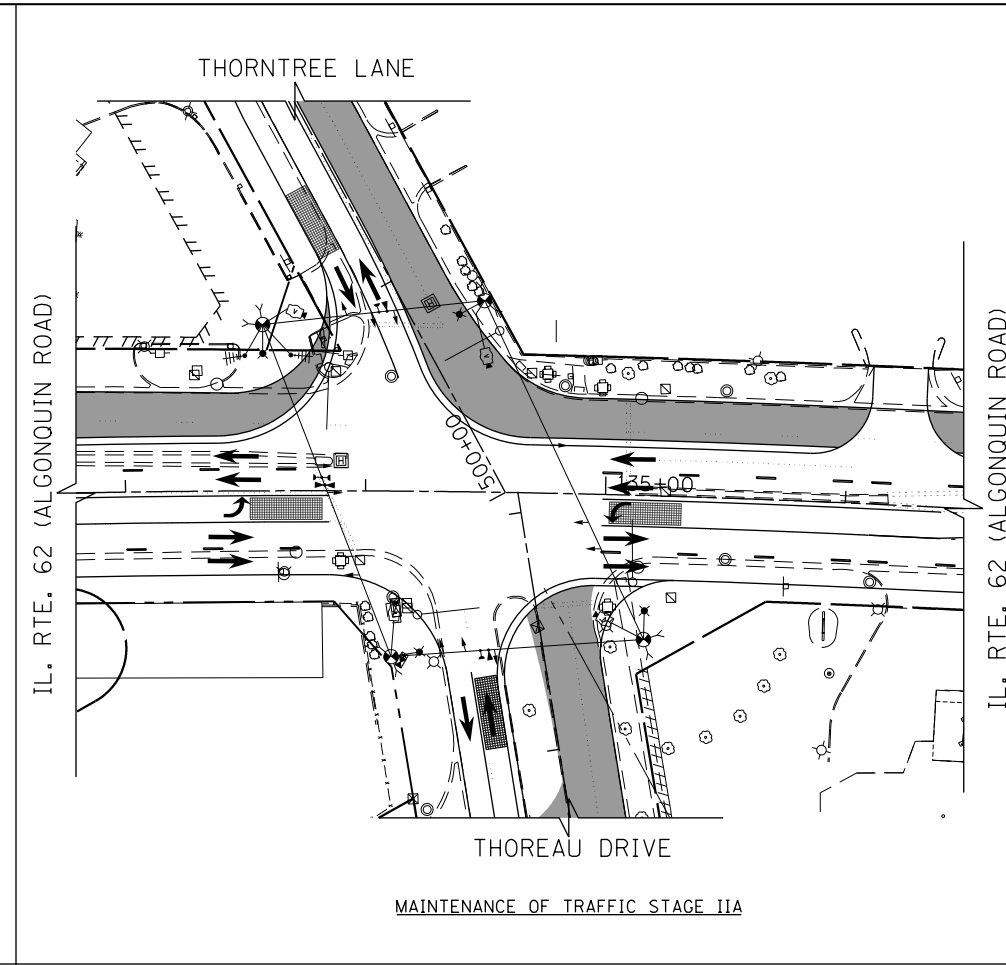 THORNTREE LANE
IL. RTE. 62 (ALGONQUIN ROAD)
IL. RTE. 62 (ALGONQUIN ROAD)
500+00
135+00
THOREAU DRIVE
MAINTENANCE OF TRAFFIC STAGE IIA